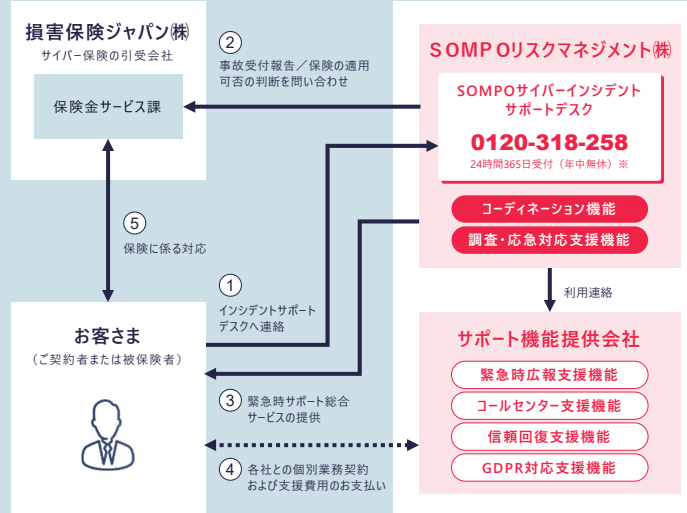 損害保険ジャパン㈱
サイバー保険の引受会社
保険金サービス課
②
事故受付報告／保険の適用
可否の判断を問い合わせ
SOMPOリスクマネジメント㈱
SOMPOサイバーインシデント
サポートデスク
0120-318-258
24時間365日受付（年中無休）※
コーディネーション機能
調査・応急対応支援機能
⑤
保険に係る対応
①
インシデントサポート
デスクへ連絡
利用連絡
お客さま
（ご契約者または被保険者）
③ 緊急時サポート総合
サービスの提供
④ 各社との個別業務契約
および支援費用のお支払い
サポート機能提供会社
緊急時広報支援機能
コールセンター支援機能
信頼回復支援機能
GDPR対応支援機能